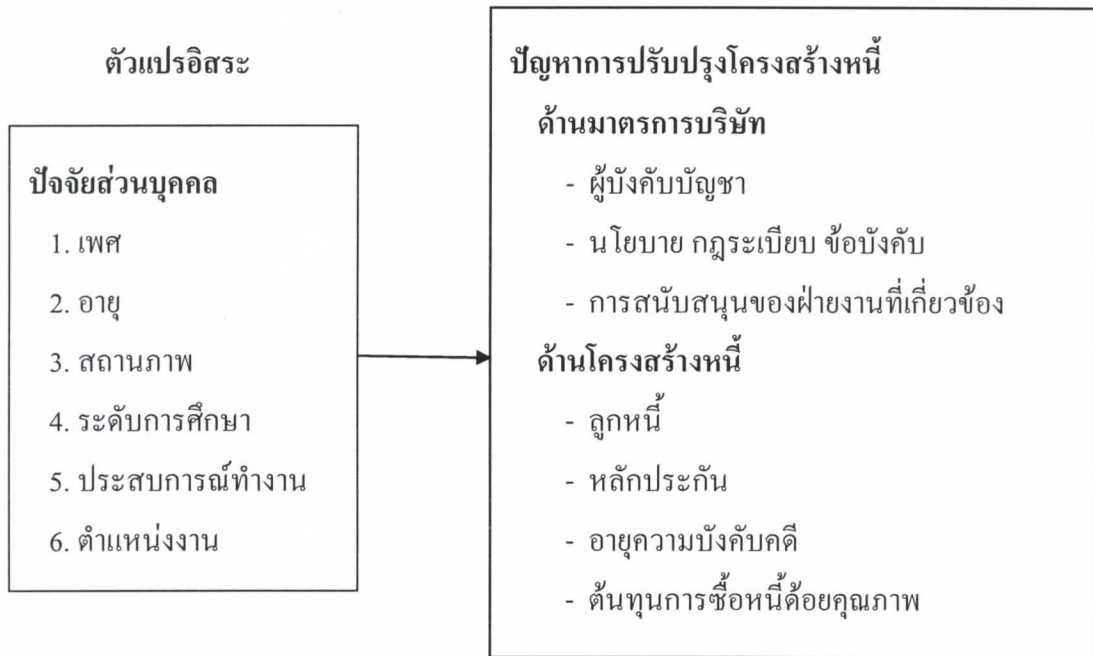 ตัวแปรอิสระ
ปัจจัยส่วนบุคคล
1. เพศ
2. อายุ
3. สถานภาพ
4. ระดับการศึกษา
5. ประสบการณ์ทำงาน
6. ตำแหน่งงาน
ปัญหาการปรับปรุงโครงสร้างหนี้
ด้านมาตรการบริษัท
- ผู้บังคับบัญชา
- นโยบาย กฎระเบียบ ข้อบังคับ
- การสนับสนุนของฝ่ายงานที่เกี่ยวข้อง
ด้านโครงสร้างหนี้
- ลูกหนี้
- หลักประกัน
- อายุความบังคับคดี
- ต้นทุนการซื้อหนี้ด้อยคุณภาพ